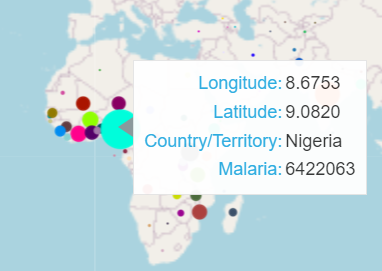 Longitude: 8.6753
Latitude: 9.0820
Country/Territory: Nigeria
Malaria: 6422063